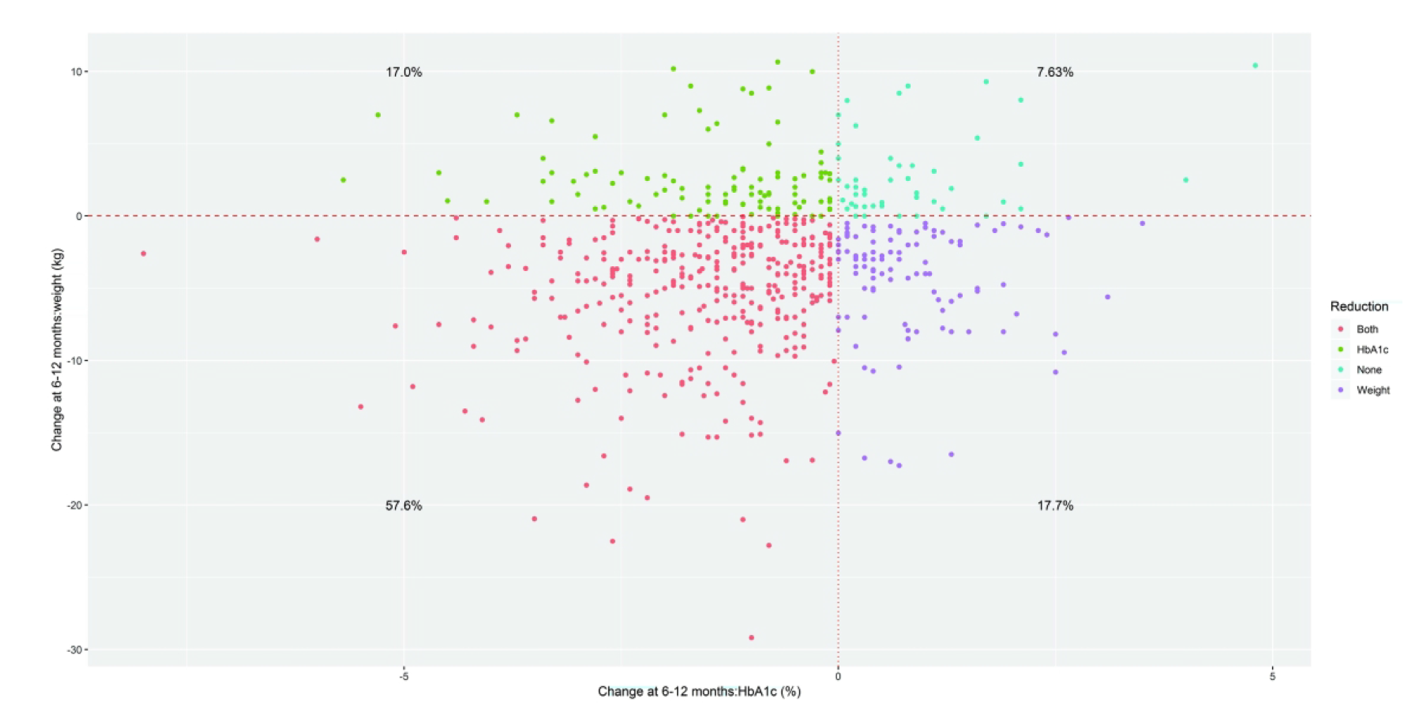 10
17.0%
7.63%
0
Change at 6-12 months:weight (kg)
Reduction
Both
HbA1c
None
Weight
-10
-20
57.6%
17.7%
-30
-5
0
5
Change at 6-12 months:HbA1c (%)